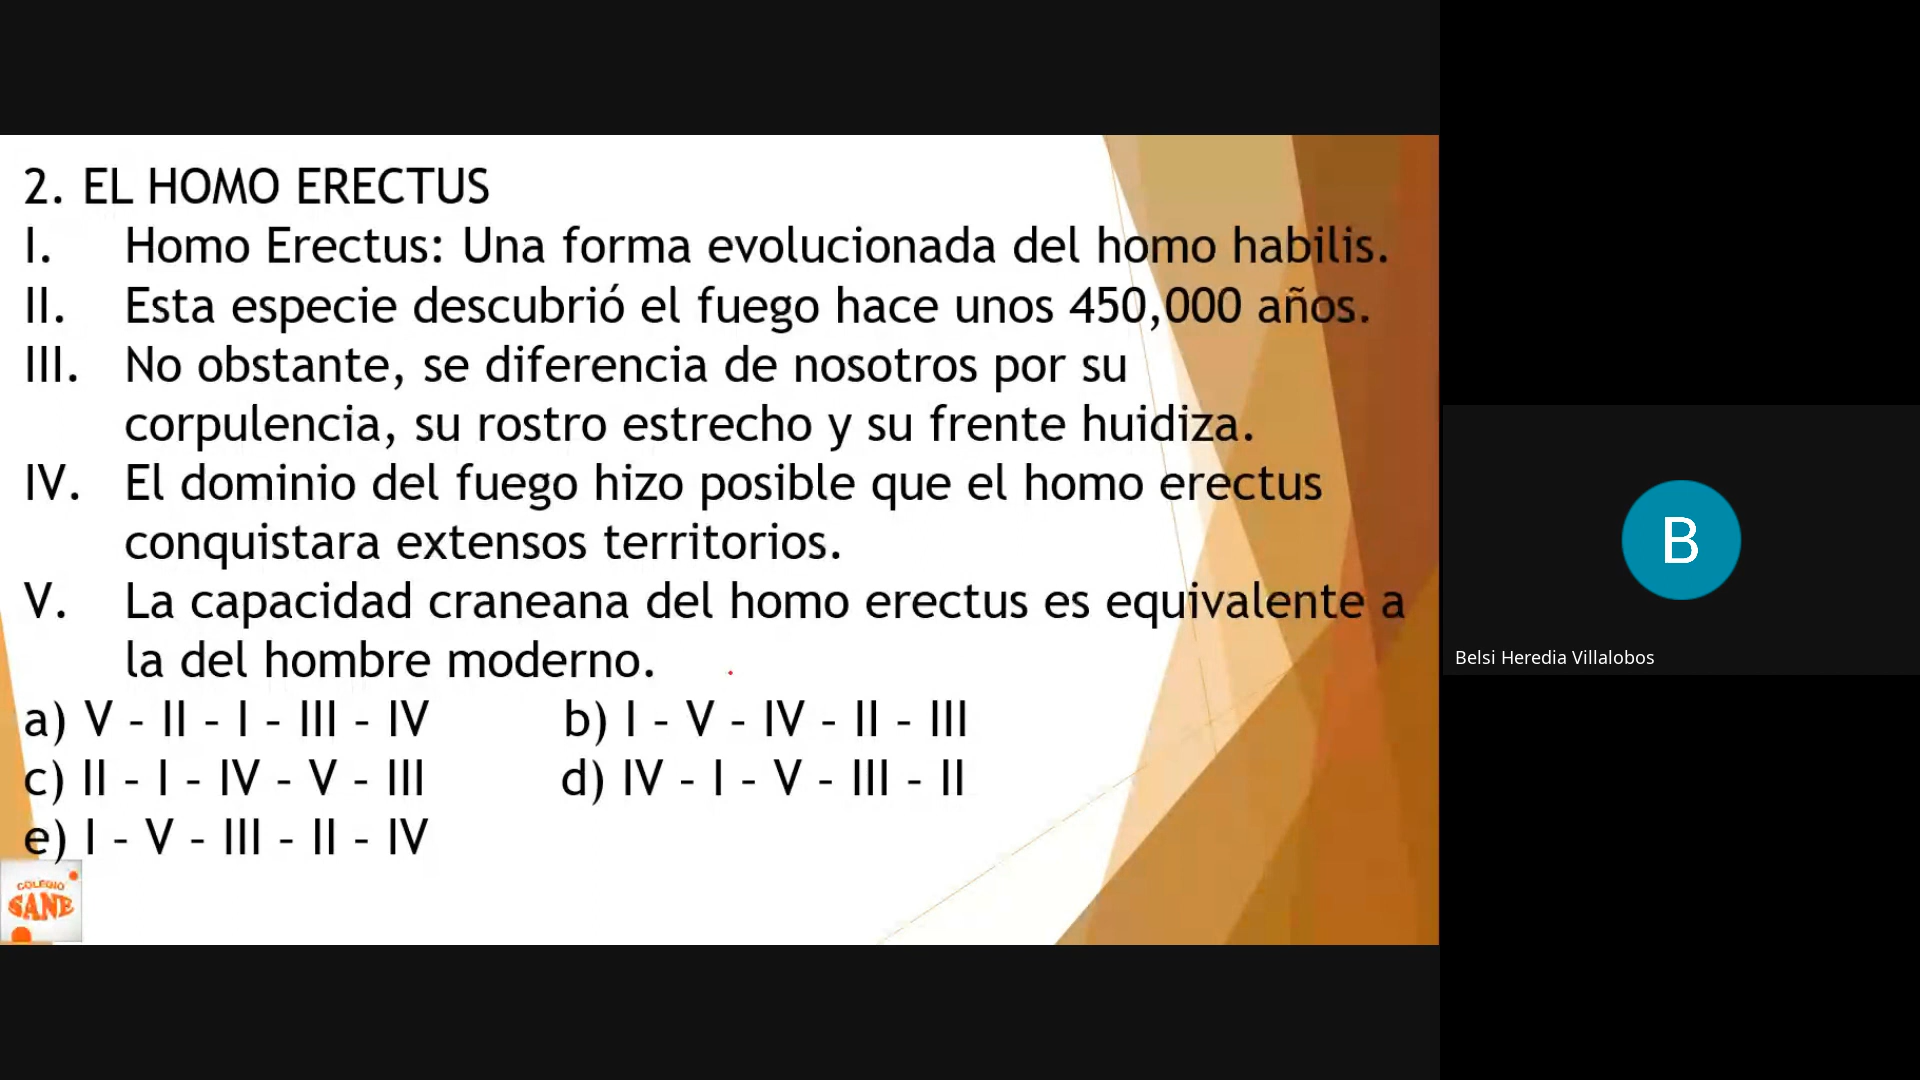 2. EL HOMO ERECTUS
I. Homo Erectus: Una forma evolucionada del homo habilis.
II. Esta especie descubrió el fuego hace unos 450,000 años.
III. No obstante, se diferencia de nosotros por su
corpulencia, su rostro estrecho y su frente huidiza.
IV. El dominio del fuego hizo posible que el homo erectus
conquistara extensos territorios.
V. La capacidad craneana del homo erectus es equivalente a
la del hombre moderno.
a) V – II – I – III – IV b) I – V – IV – II – III
c) II – I – IV – V – III d) IV – I – V – III – II
e) I – V – III – II – IV
COLEGIO
SANE
B
Belsi Heredia Villalobos